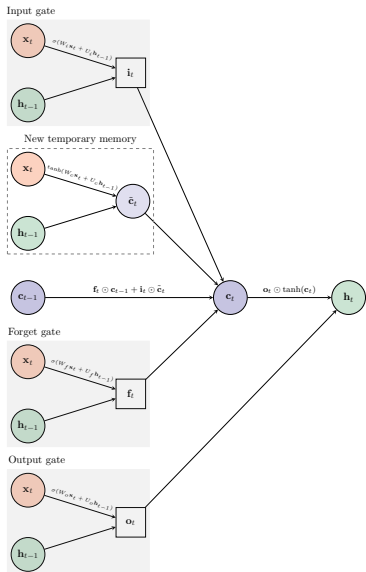 Input gate
x_t
σ(W_i x_t + U_i h_{t−1})
i_t
h_{t−1}
New temporary memory
x_t
tanh(W_c x_t + U_c h_{t−1})
c̃_t
h_{t−1}
c_{t−1}
f_t ⊙ c_{t−1} + i_t ⊙ c̃_t
c_t
o_t ⊙ tanh(c_t)
h_t
Forget gate
x_t
σ(W_f x_t + U_f h_{t−1})
f_t
h_{t−1}
Output gate
x_t
σ(W_o x_t + U_o h_{t−1})
o_t
h_{t−1}